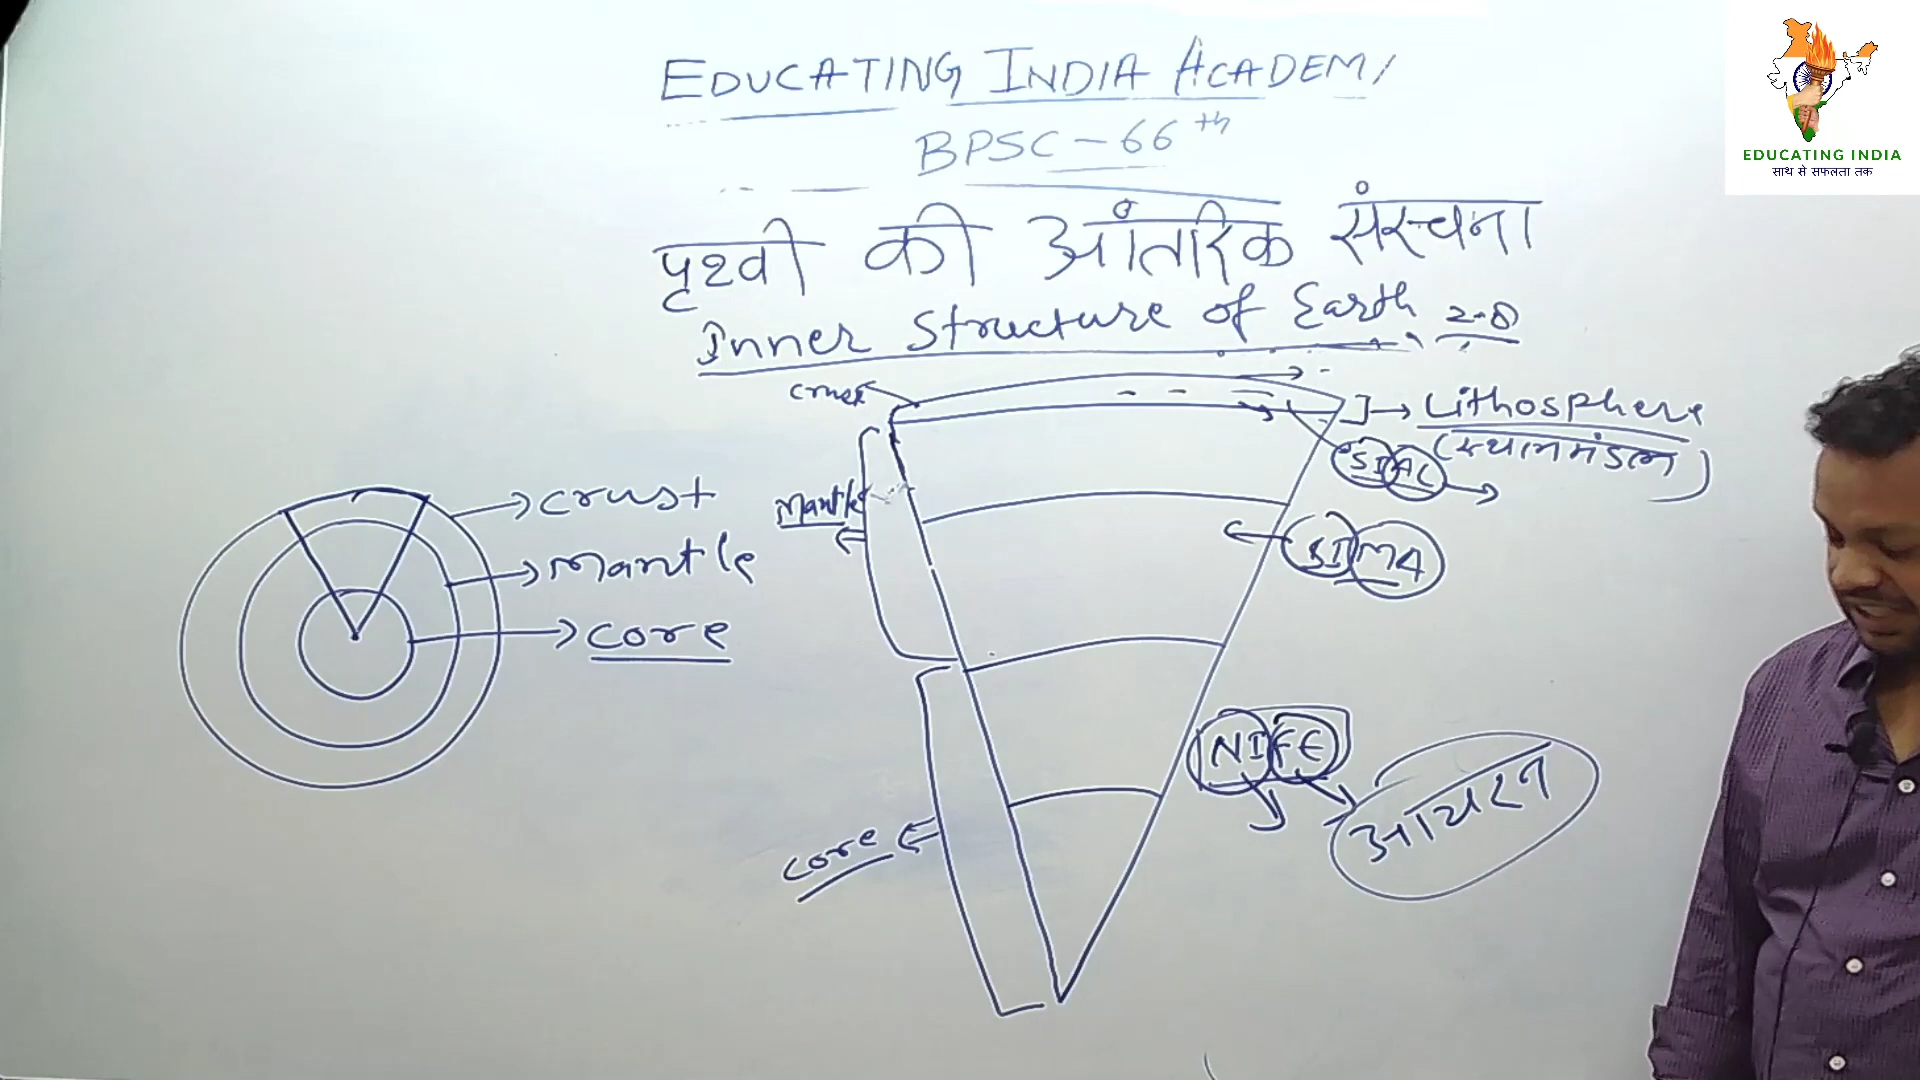 EDUCATING INDIA ACADEMY
BPSC-66th
पृथ्वी की आंतरिक संरचना
Inner Structure of Earth
EDUCATING INDIA
साथ से सफलता तक
crust
Lithosphere
(स्थलमंडल)
SIAL
Mantle
SIMA
crust
mantle
core
NIFE
आयरन
core